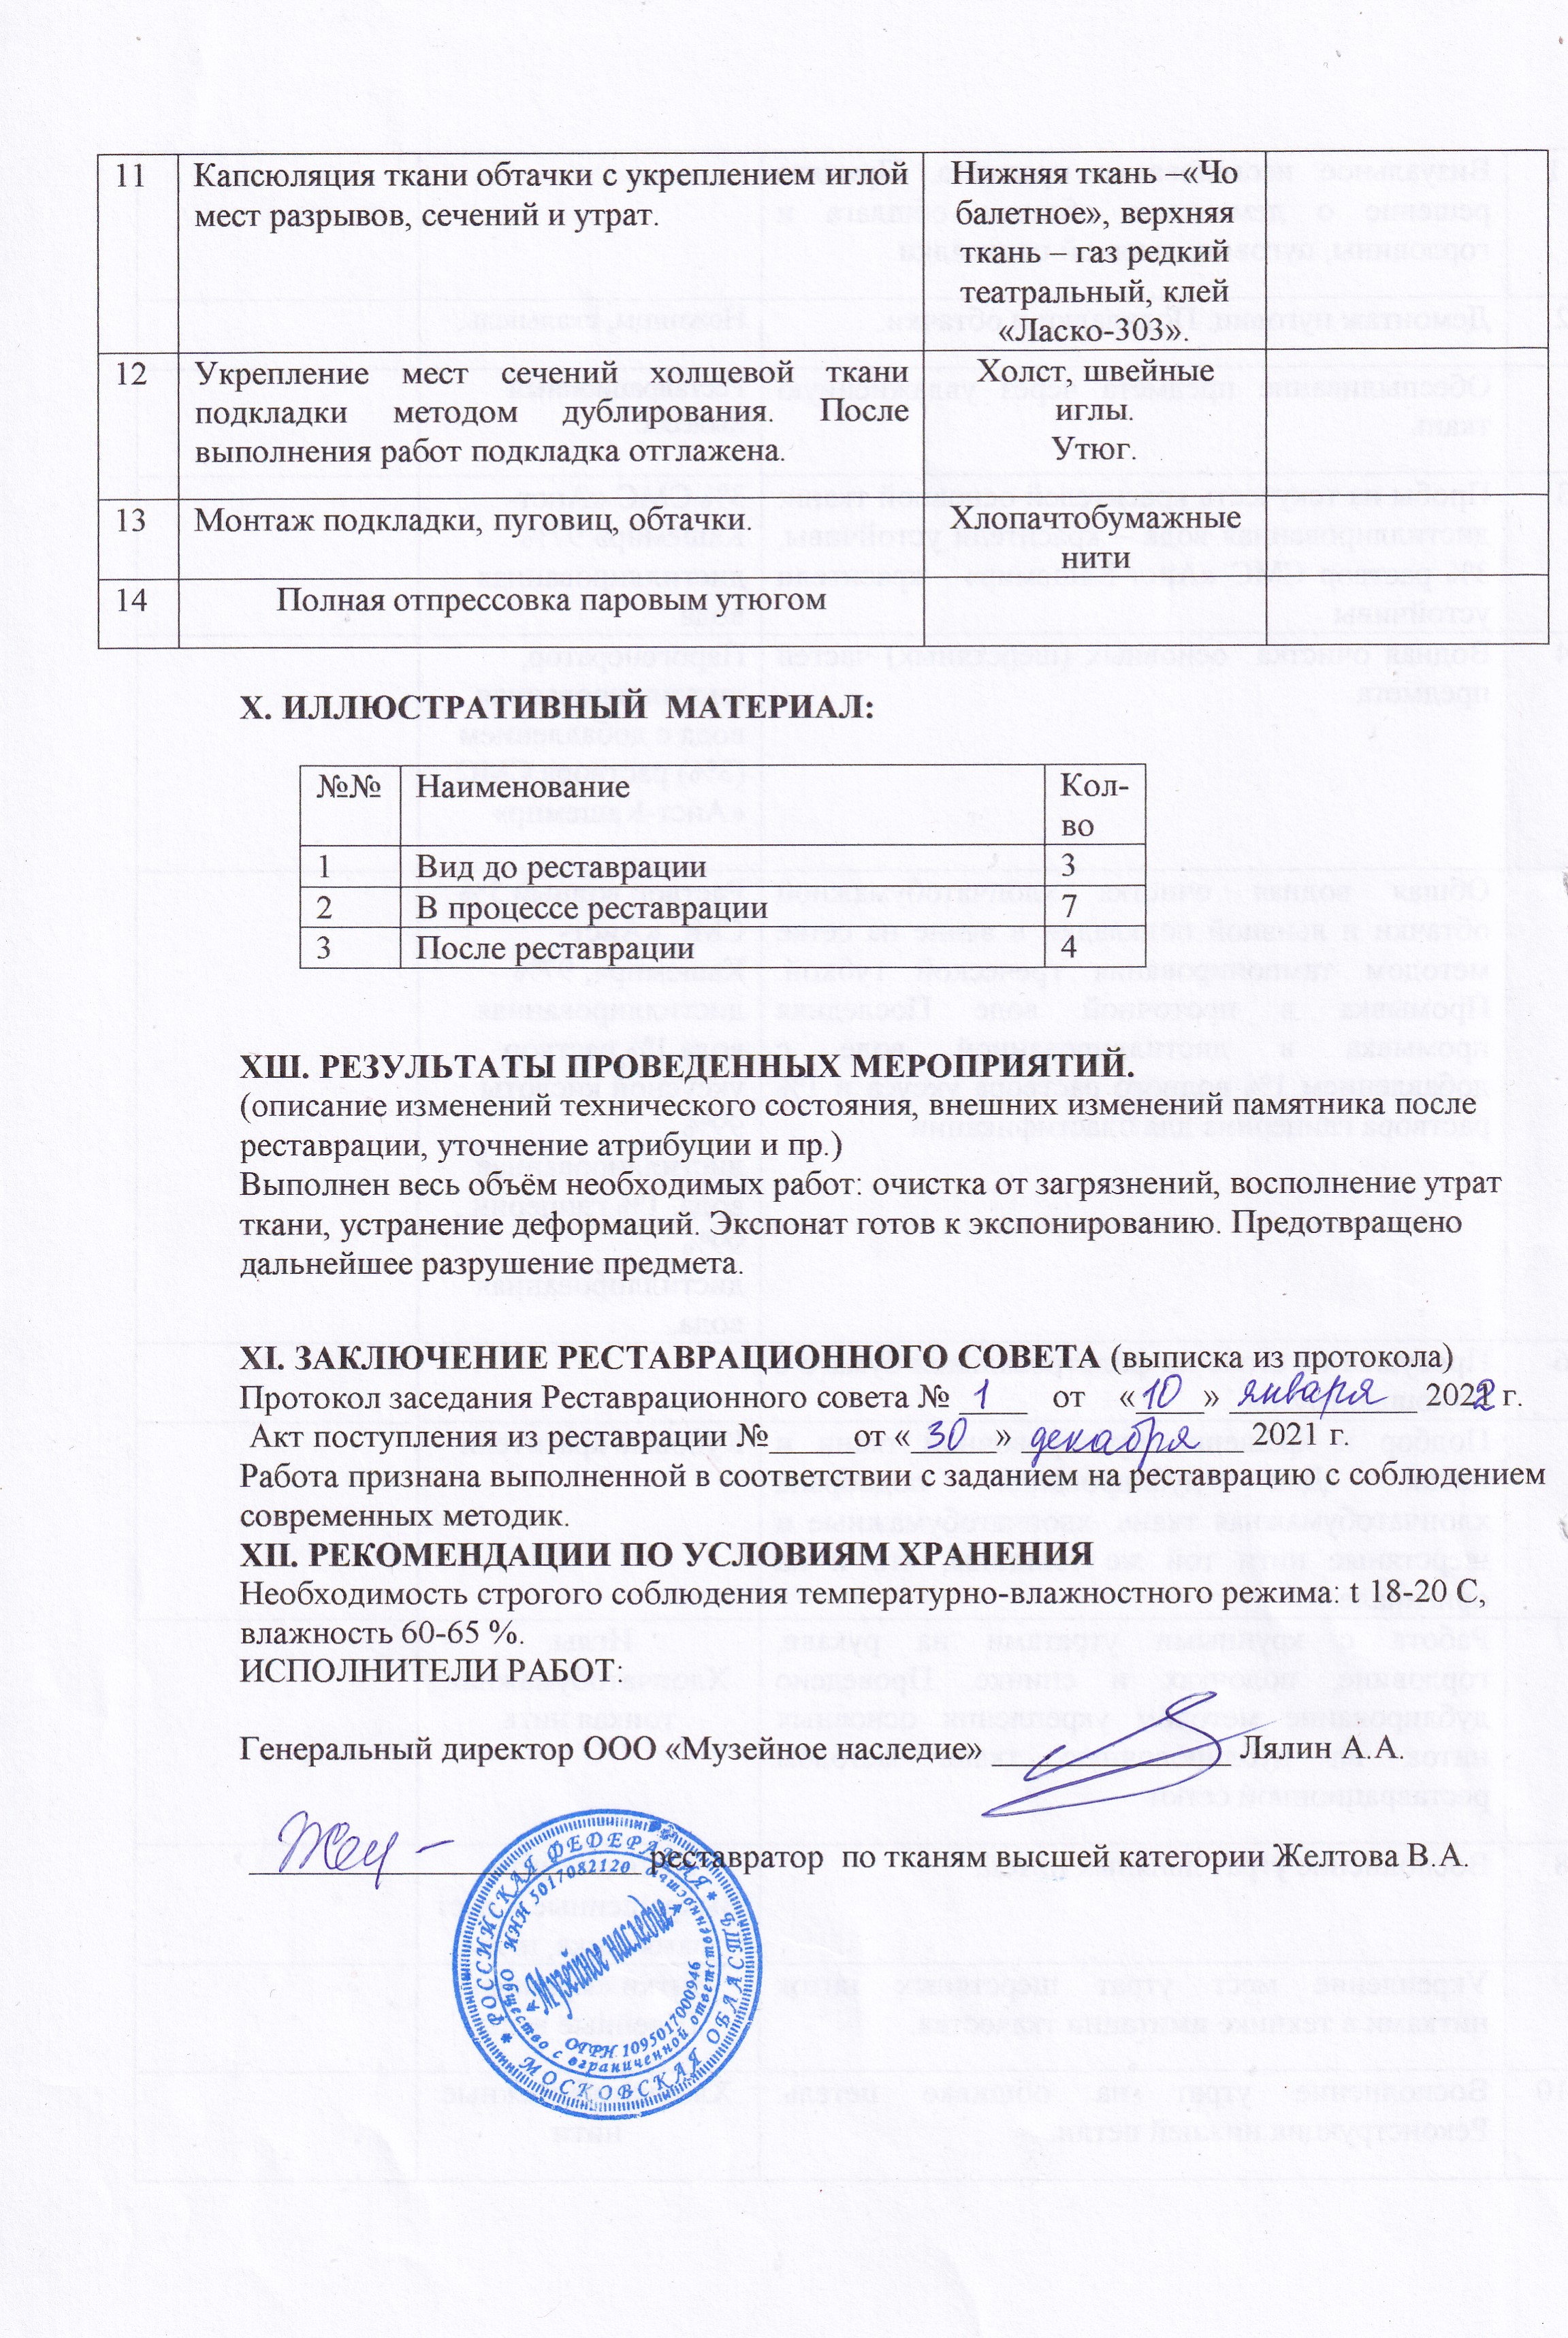 11 Капсюляция ткани обтачки с укреплением иглой Нижняя ткань –«Чо
мест разрывов, сечений и утрат. балетное», верхняя
ткань – газ редкий
театральный, клей
«Ласко-303».
12 Укрепление мест сечений холцевой ткани Холст, швейные
подкладки методом дублирования. После иглы.
выполнения работ подкладка отглажена. Утюг.
13 Монтаж подкладки, пуговиц, обтачки. Хлопачтобумажные
нити
14 Полная отпрессовка паровым утюгом
X. ИЛЛЮСТРАТИВНЫЙ МАТЕРИАЛ:
№№ Наименование Кол-
во
1 Вид до реставрации 3
2 В процессе реставрации 7
3 После реставрации 4
XШ. РЕЗУЛЬТАТЫ ПРОВЕДЕННЫХ МЕРОПРИЯТИЙ.
(описание изменений технического состояния, внешних изменений памятника после
реставрации, уточнение атрибуции и пр.)
Выполнен весь объём необходимых работ: очистка от загрязнений, восполнение утрат
ткани, устранение деформаций. Экспонат готов к экспонированию. Предотвращено
дальнейшее разрушение предмета.
XI. ЗАКЛЮЧЕНИЕ РЕСТАВРАЦИОННОГО СОВЕТА (выписка из протокола)
Протокол заседания Реставрационного совета № 1 от «10» января 2022 г.
Акт поступления из реставрации № от «30» декабря 2021 г.
Работа признана выполненной в соответствии с заданием на реставрацию с соблюдением
современных методик.
XП. РЕКОМЕНДАЦИИ ПО УСЛОВИЯМ ХРАНЕНИЯ
Необходимость строгого соблюдения температурно-влажностного режима: t 18-20 С,
влажность 60-65 %.
ИСПОЛНИТЕЛИ РАБОТ:
Генеральный директор ООО «Музейное наследие» Лялин А.А.
реставратор по тканям высшей категории Желтова В.А.
РОССИЙСКАЯ ФЕДЕРАЦИЯ * МОСКОВСКАЯ ОБЛАСТЬ *
Общество с ограниченной ответственностью
ИНН 5017082120
«Музейное наследие»
ОГРН 1095017000946